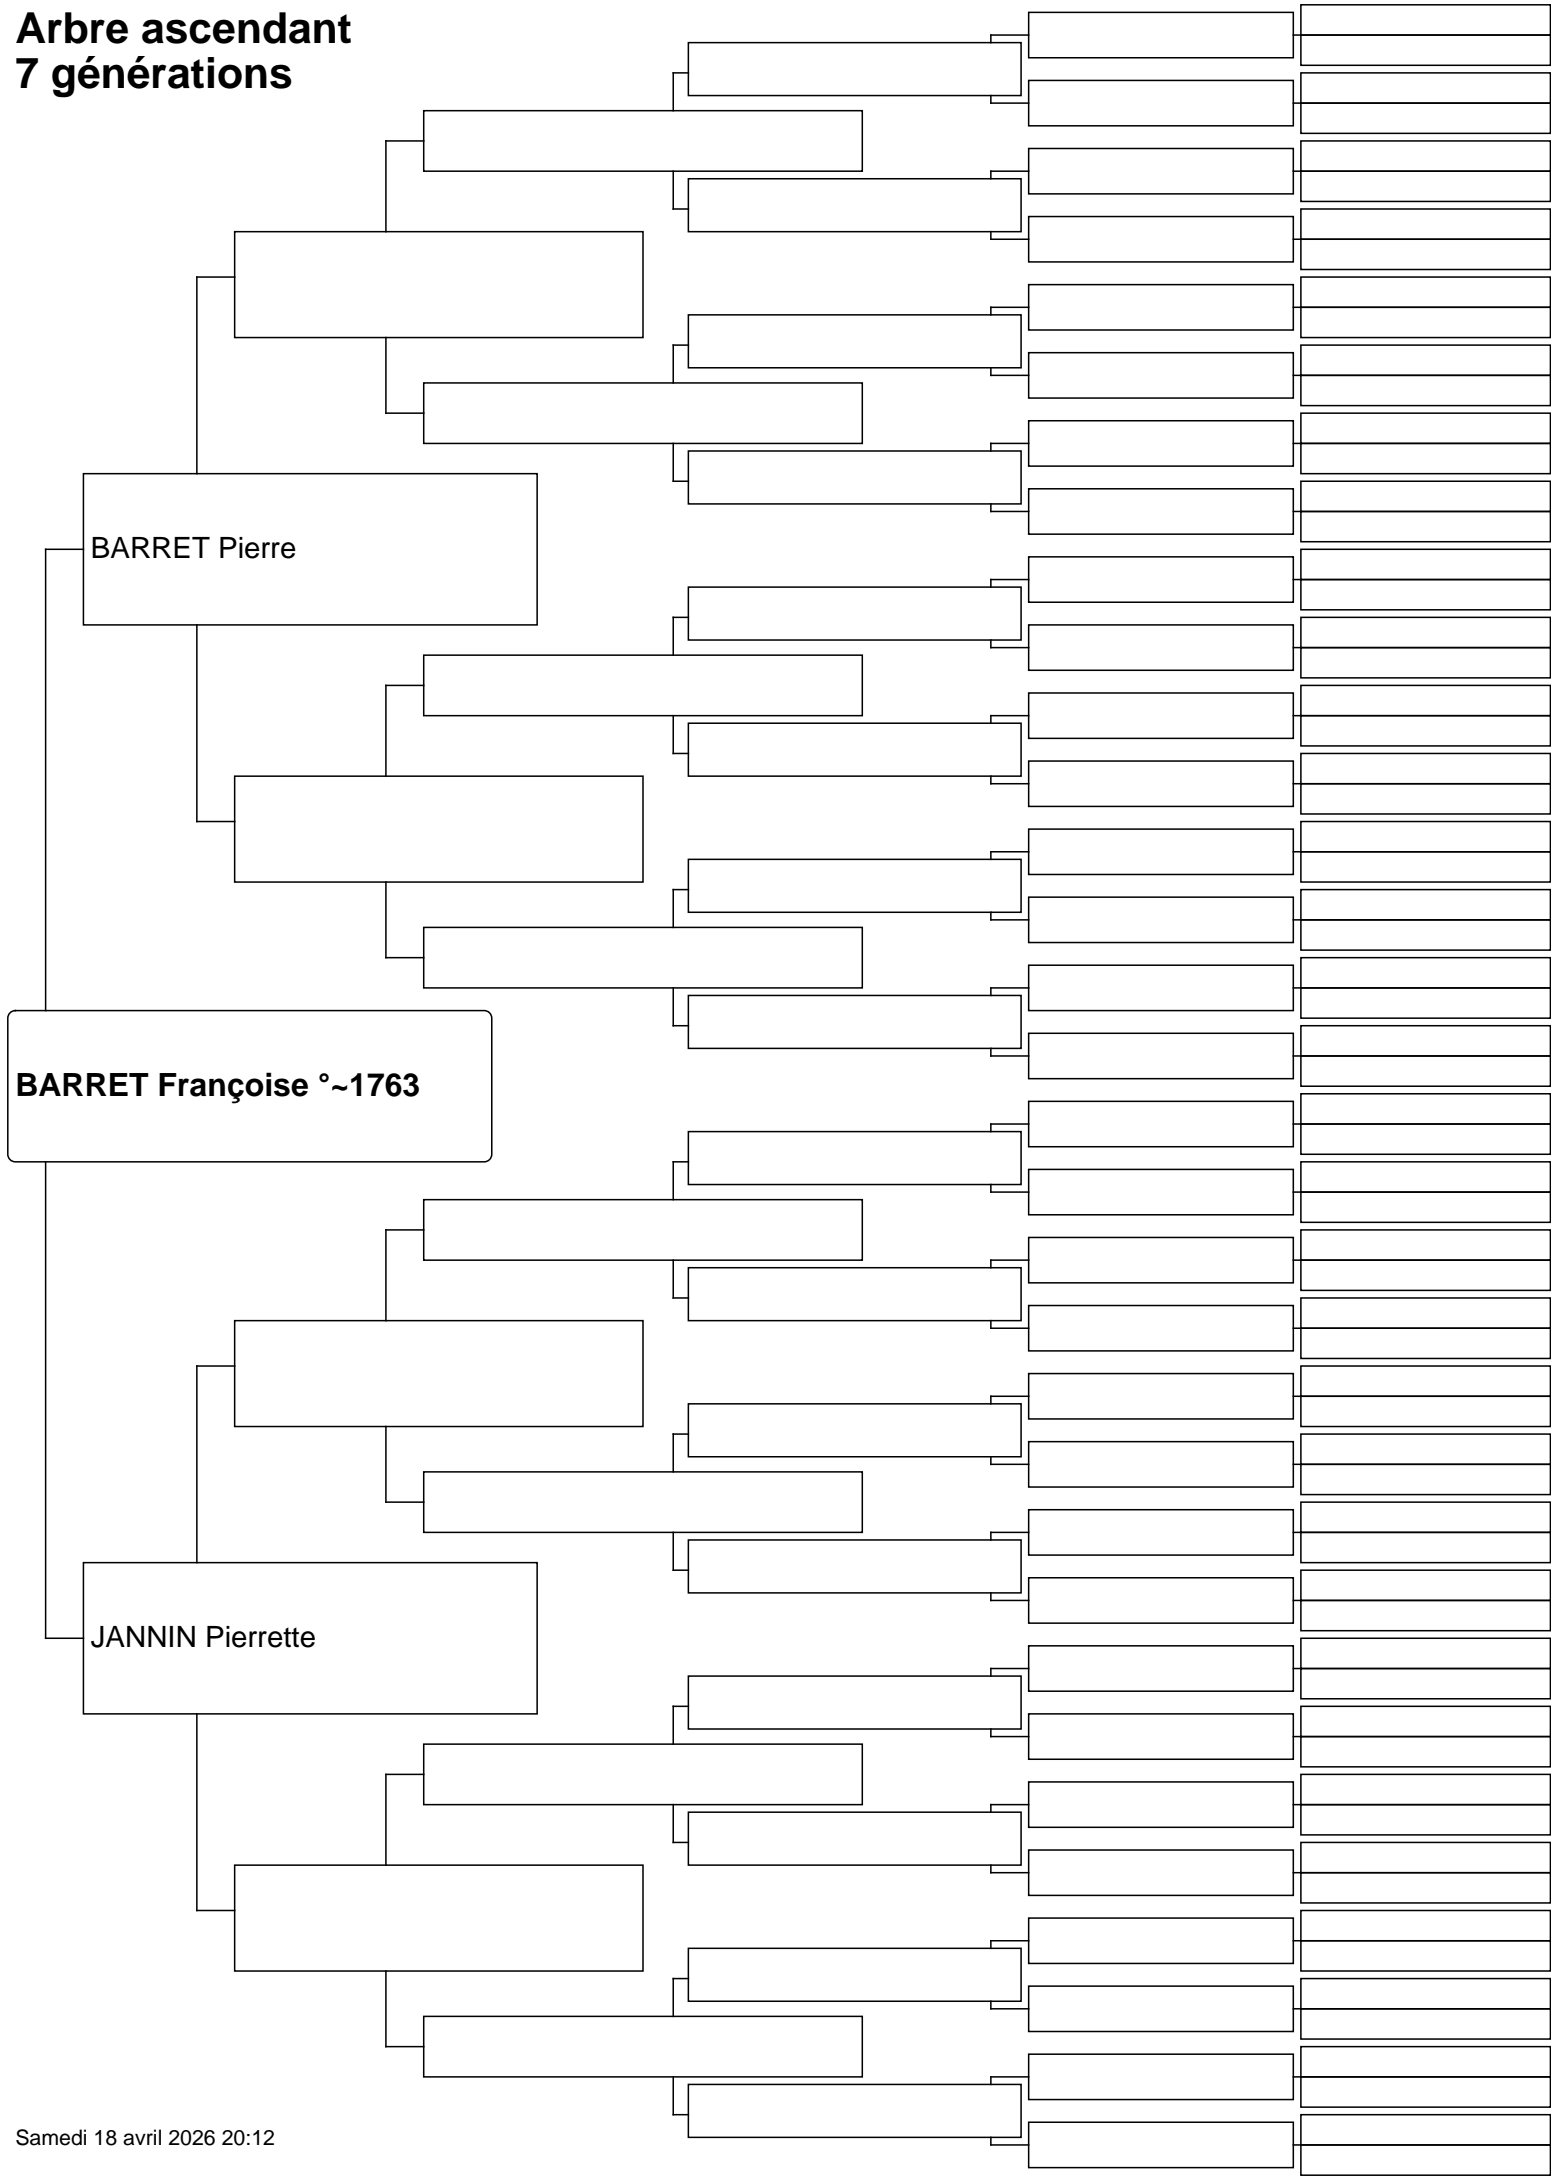 Arbre ascendant
7 générations
BARRET Pierre
BARRET Françoise °~1763
JANNIN Pierrette
Samedi 18 avril 2026 20:12